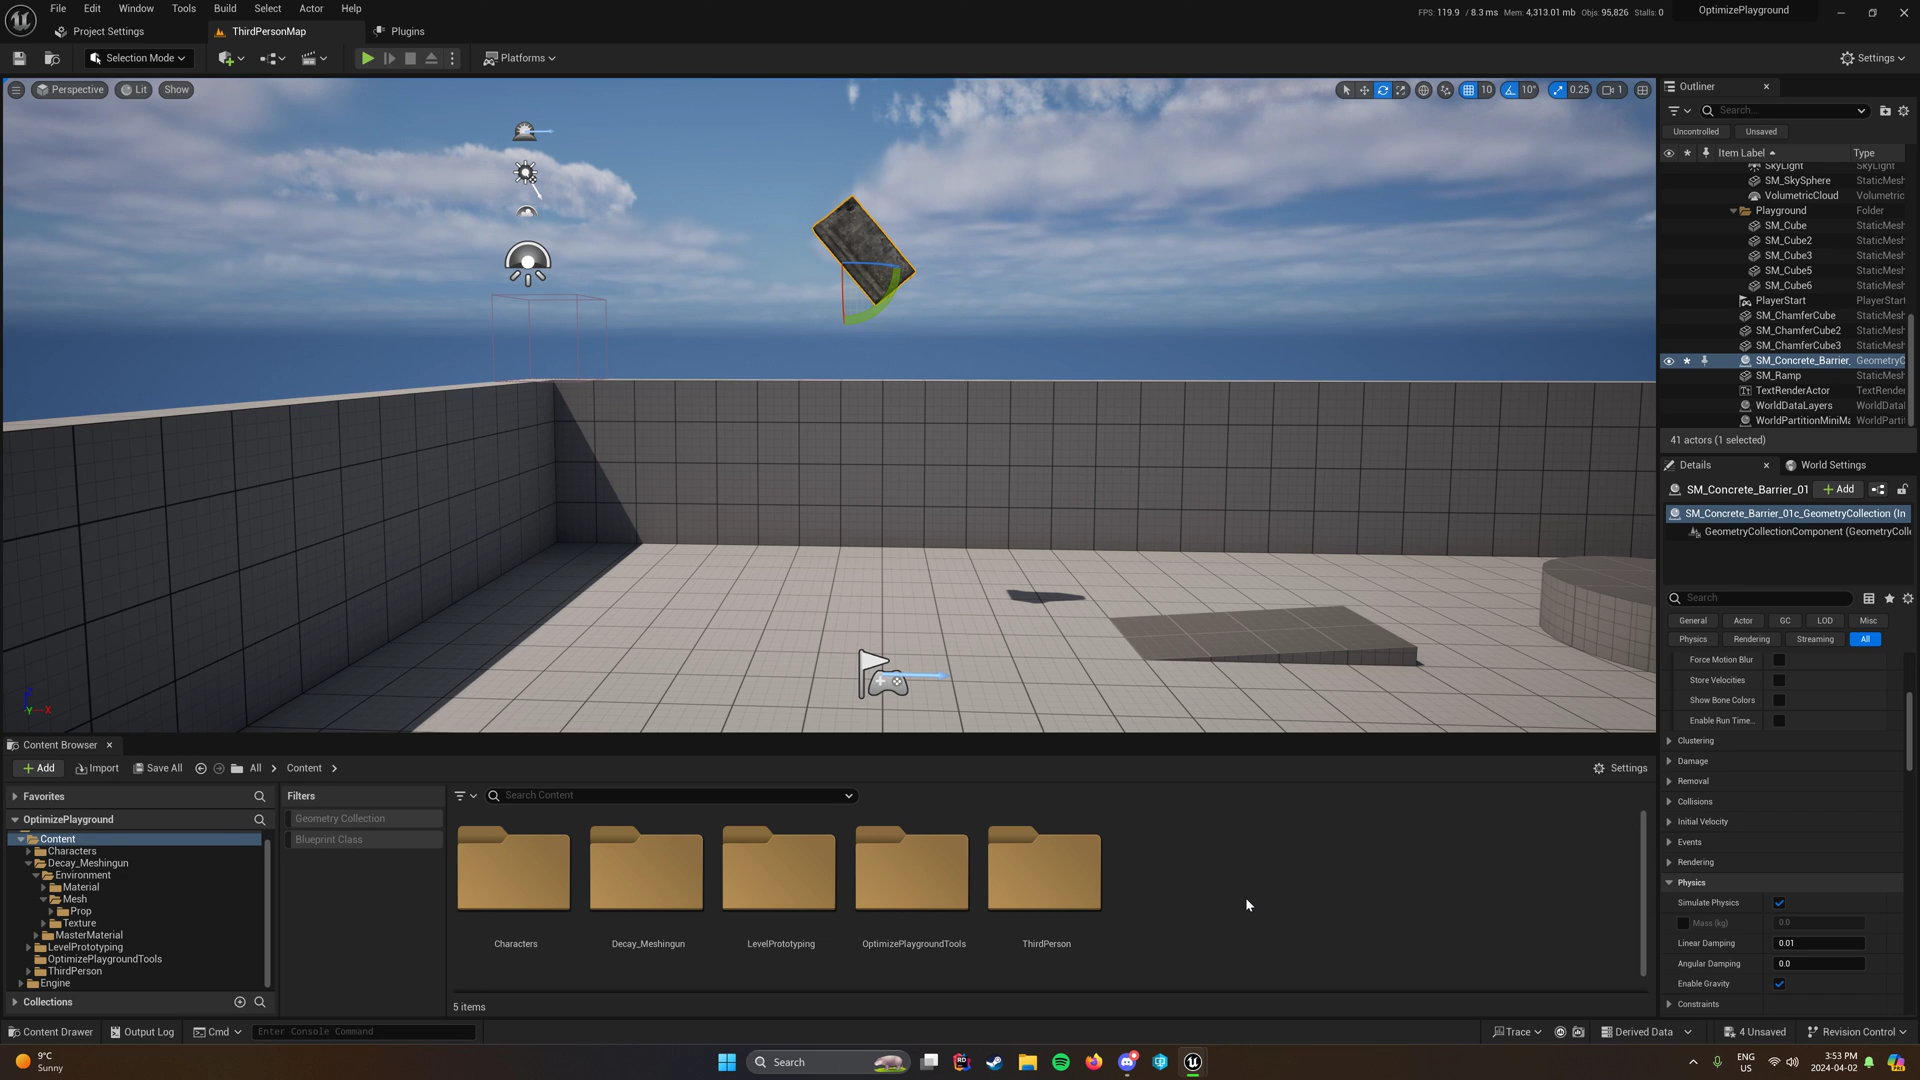 File Edit Window Tools Build Select Actor Help
FPS: 119.9 / 8.3 ms Mem: 4,313.01 mb Objs: 95,826 Stalls: 0
OptimizePlayground
Project Settings
ThirdPersonMap
Plugins
Selection Mode
Platforms
Settings
Perspective
Lit
Show
10
10°
0.25
1
Outliner
Search...
Uncontrolled
Unsaved
Item Label
Type
SkyLight SkyLight
SM_SkySphere StaticMesh
VolumetricCloud Volumetric
Playground Folder
SM_Cube StaticMesh
SM_Cube2 StaticMesh
SM_Cube3 StaticMesh
SM_Cube5 StaticMesh
SM_Cube6 StaticMesh
PlayerStart PlayerStart
SM_ChamferCube StaticMesh
SM_ChamferCube2 StaticMesh
SM_ChamferCube3 StaticMesh
SM_Concrete_Barrier_ GeometryC
SM_Ramp StaticMesh
TextRenderActor TextRende
WorldDataLayers WorldData
WorldPartitionMiniMa WorldParti
41 actors (1 selected)
Details
World Settings
SM_Concrete_Barrier_01
Add
SM_Concrete_Barrier_01c_GeometryCollection (In
GeometryCollectionComponent (GeometryColle
Search
General Actor GC LOD Misc
Physics Rendering Streaming All
Force Motion Blur
Store Velocities
Show Bone Colors
Enable Run Time...
Clustering
Damage
Removal
Collisions
Initial Velocity
Events
Rendering
Physics
Simulate Physics
Mass (kg) 0.0
Linear Damping 0.01
Angular Damping 0.0
Enable Gravity
Constraints
Content Browser
Add
Import
Save All
All
Content
Settings
Favorites
OptimizePlayground
Content
Characters
Decay_Meshingun
Environment
Material
Mesh
Prop
Texture
MasterMaterial
LevelPrototyping
OptimizePlaygroundTools
ThirdPerson
Engine
Collections
Filters
Geometry Collection
Blueprint Class
Search Content
Characters
Decay_Meshingun
LevelPrototyping
OptimizePlaygroundTools
ThirdPerson
5 items
Content Drawer
Output Log
Cmd
Enter Console Command
Trace
Derived Data
4 Unsaved
Revision Control
9°C
Sunny
Search
ENG
US
3:53 PM
2024-04-02